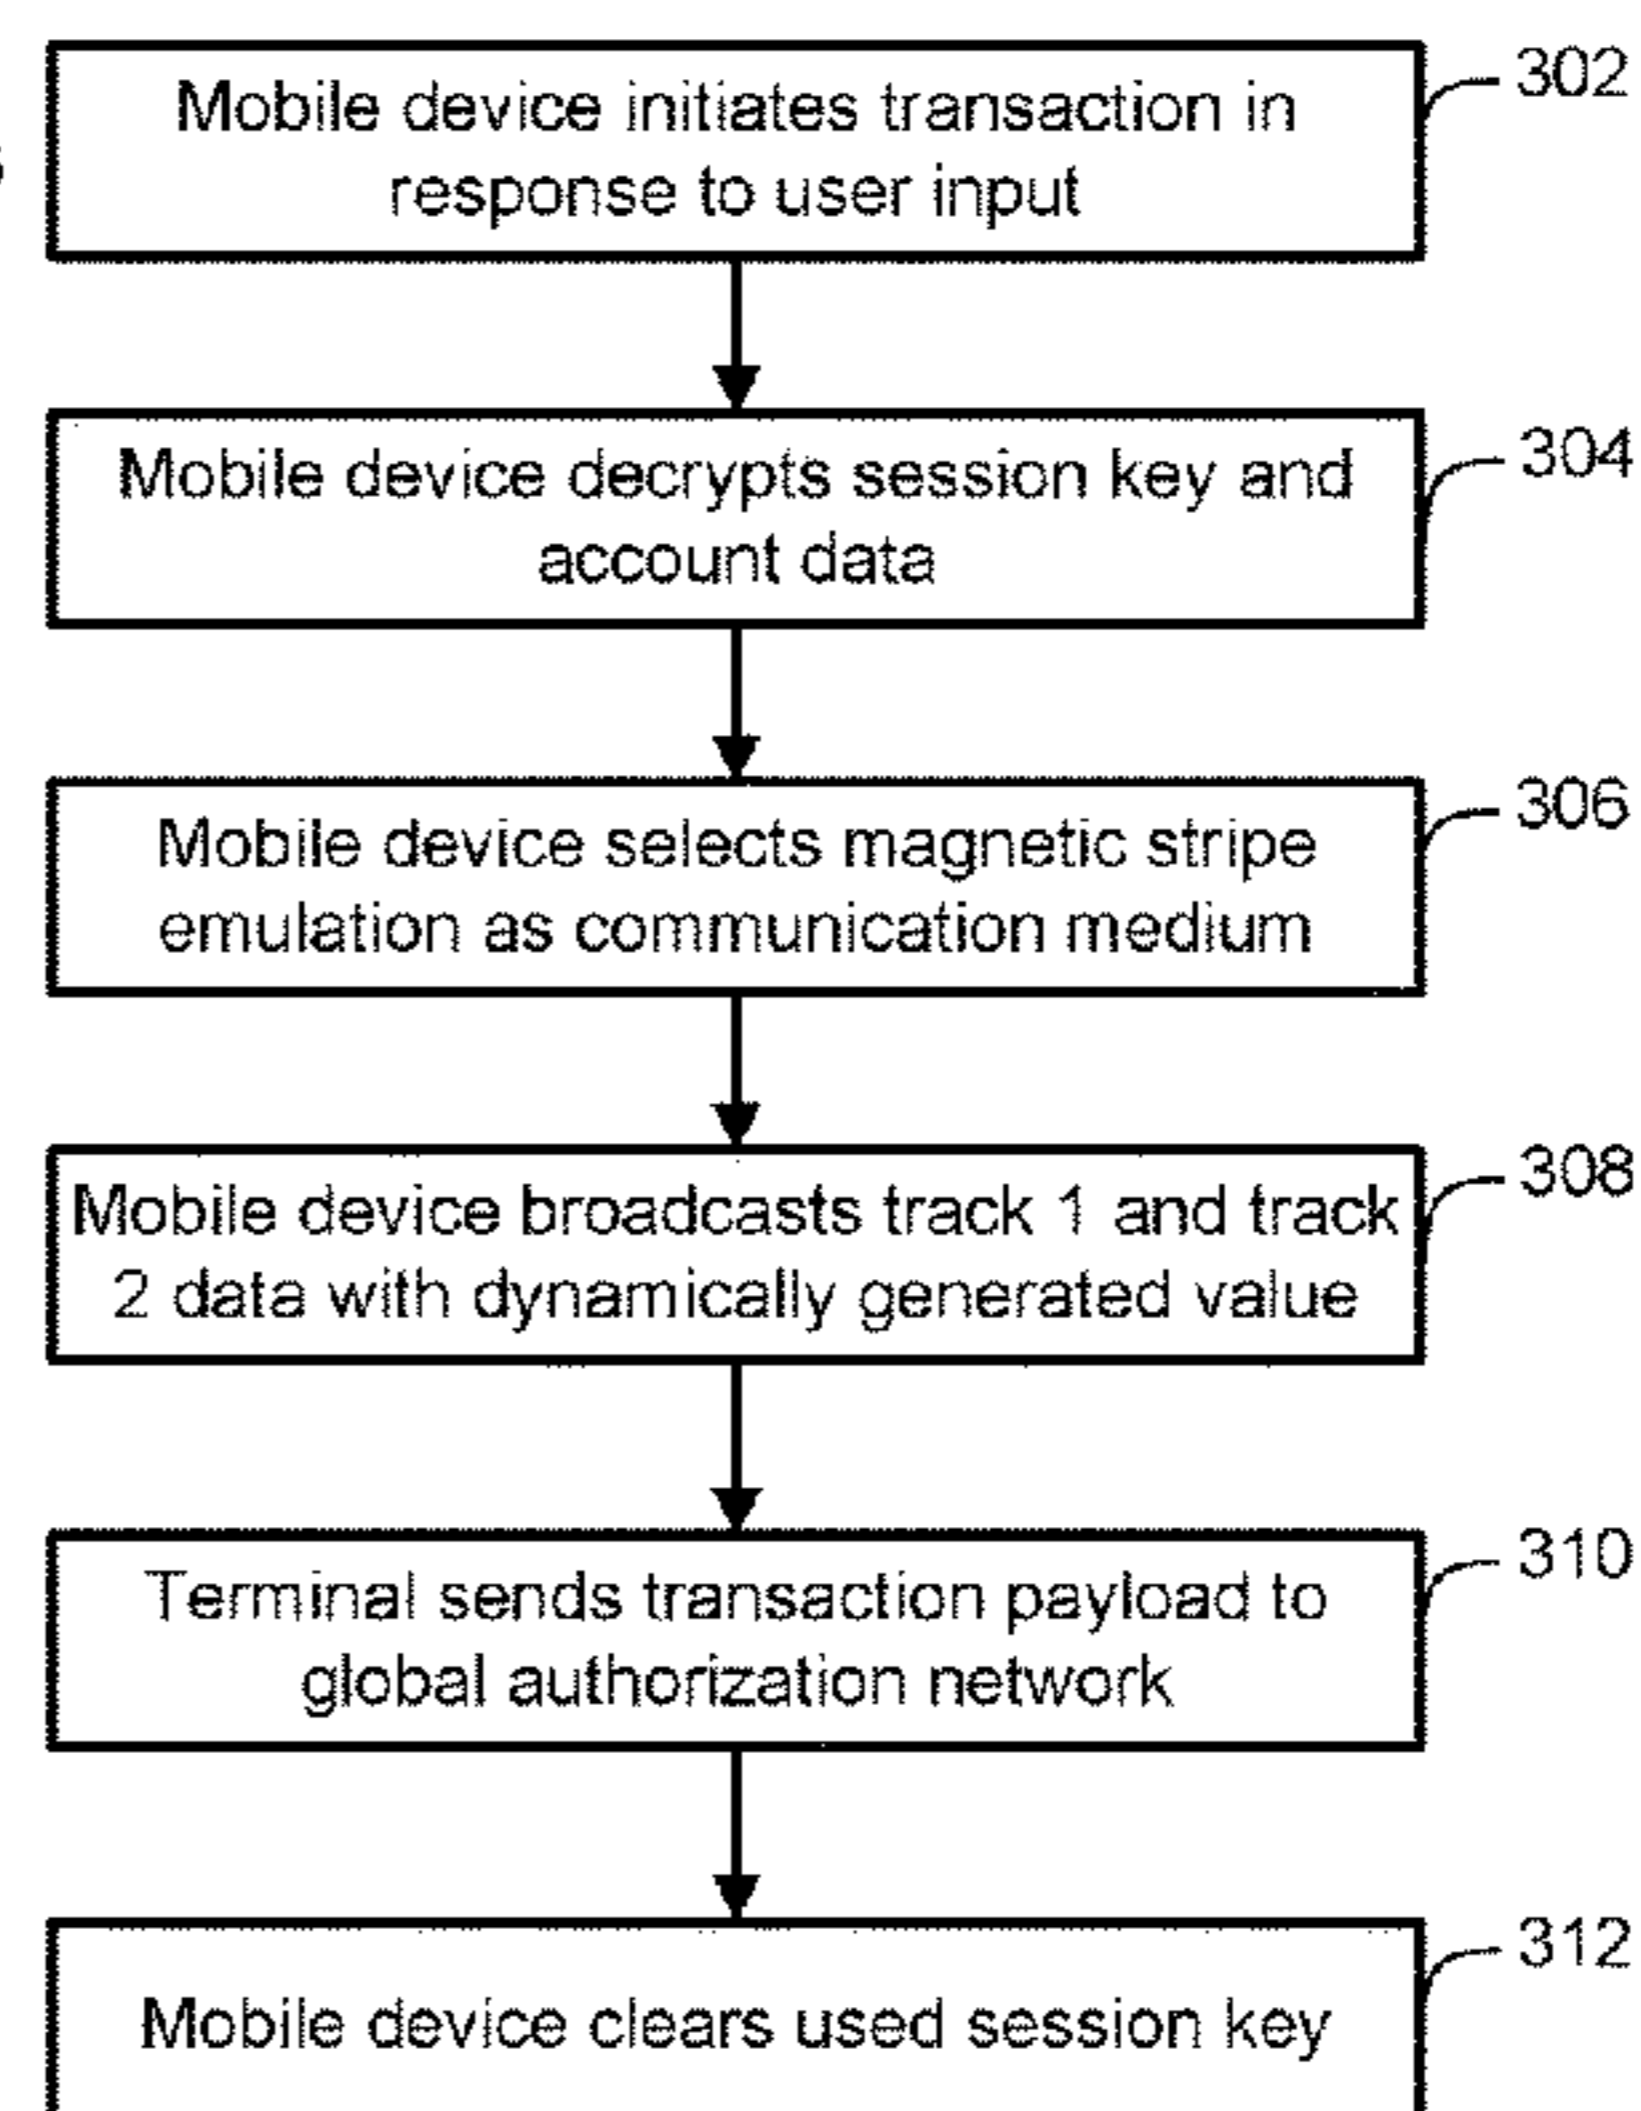 302
Mobile device initiates transaction in
response to user input
304
Mobile device decrypts session key and
account data
306
Mobile device selects magnetic stripe
emulation as communication medium
308
Mobile device broadcasts track 1 and track
2 data with dynamically generated value
310
Terminal sends transaction payload to
global authorization network
312
Mobile device clears used session key